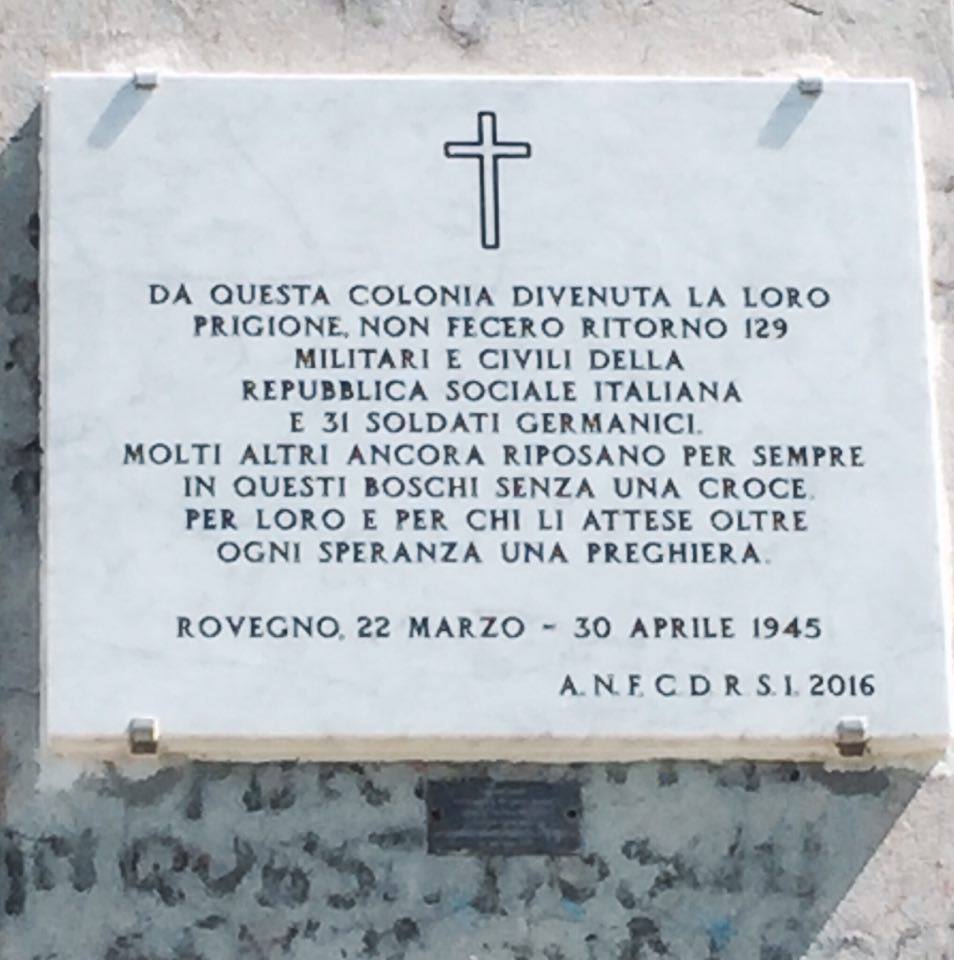 DA QUESTA COLONIA DIVENUTA LA LORO
PRIGIONE, NON FECERO RITORNO 129
MILITARI E CIVILI DELLA
REPUBBLICA SOCIALE ITALIANA
E 31 SOLDATI GERMANICI.
MOLTI ALTRI ANCORA RIPOSANO PER SEMPRE
IN QUESTI BOSCHI SENZA UNA CROCE.
PER LORO E PER CHI LI ATTESE OLTRE
OGNI SPERANZA UNA PREGHIERA.
ROVEGNO, 22 MARZO - 30 APRILE 1945
A. N. F. C. D. R. S. I. 2016